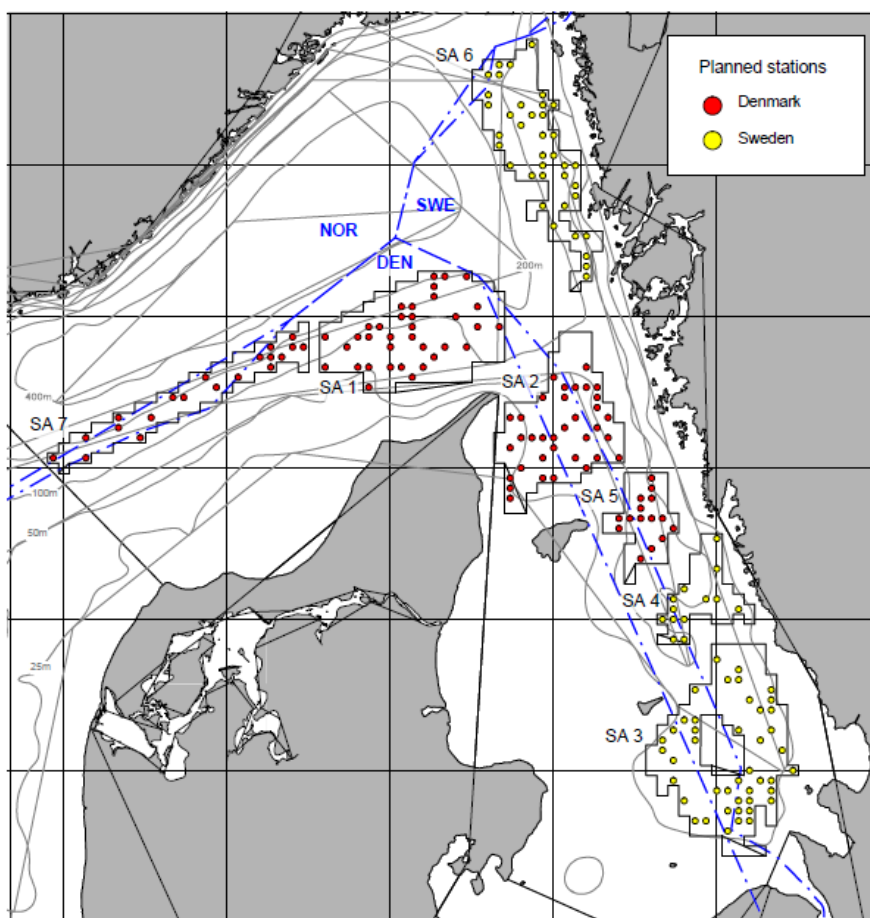 SA 6
Planned stations
Denmark
Sweden
SWE
NOR
DEN
200m
SA 1
SA 2
400m
SA 7
100m
SA 5
50m
SA 4
25m
SA 3